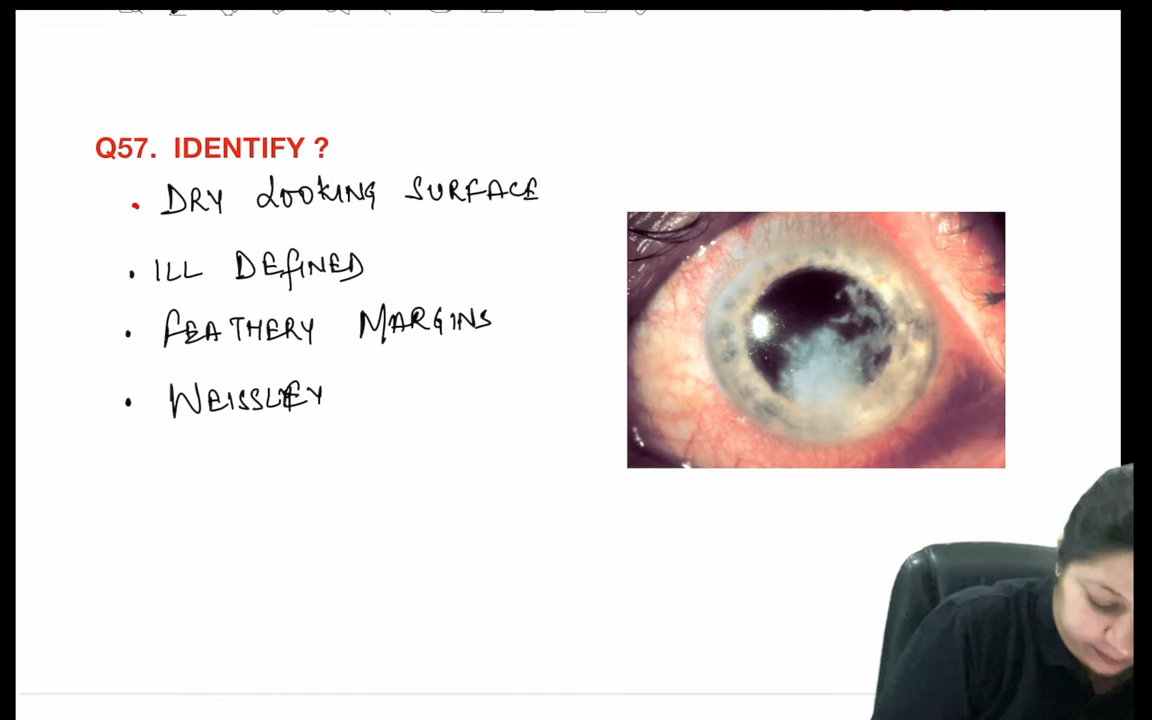 Q57. IDENTIFY ?
• DRY LOOKING SURFACE
• ILL DEFINED
• FEATHERY MARGINS
• WEISSLEY